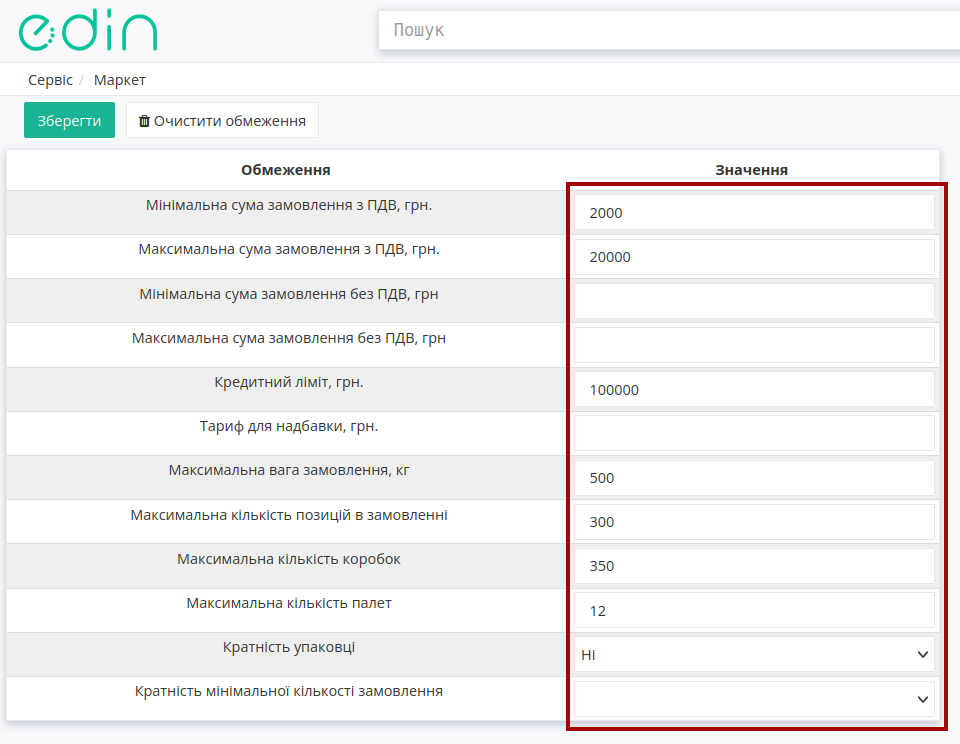 edin
Пошук
Сервіс / Маркет
Зберегти Очистити обмеження
Обмеження Значення
Мінімальна сума замовлення з ПДВ, грн. 2000
Максимальна сума замовлення з ПДВ, грн. 20000
Мінімальна сума замовлення без ПДВ, грн
Максимальна сума замовлення без ПДВ, грн
Кредитний ліміт, грн. 100000
Тариф для надбавки, грн.
Максимальна вага замовлення, кг 500
Максимальна кількість позицій в замовленні 300
Максимальна кількість коробок 350
Максимальна кількість палет 12
Кратність упаковці Ні
Кратність мінімальної кількості замовлення